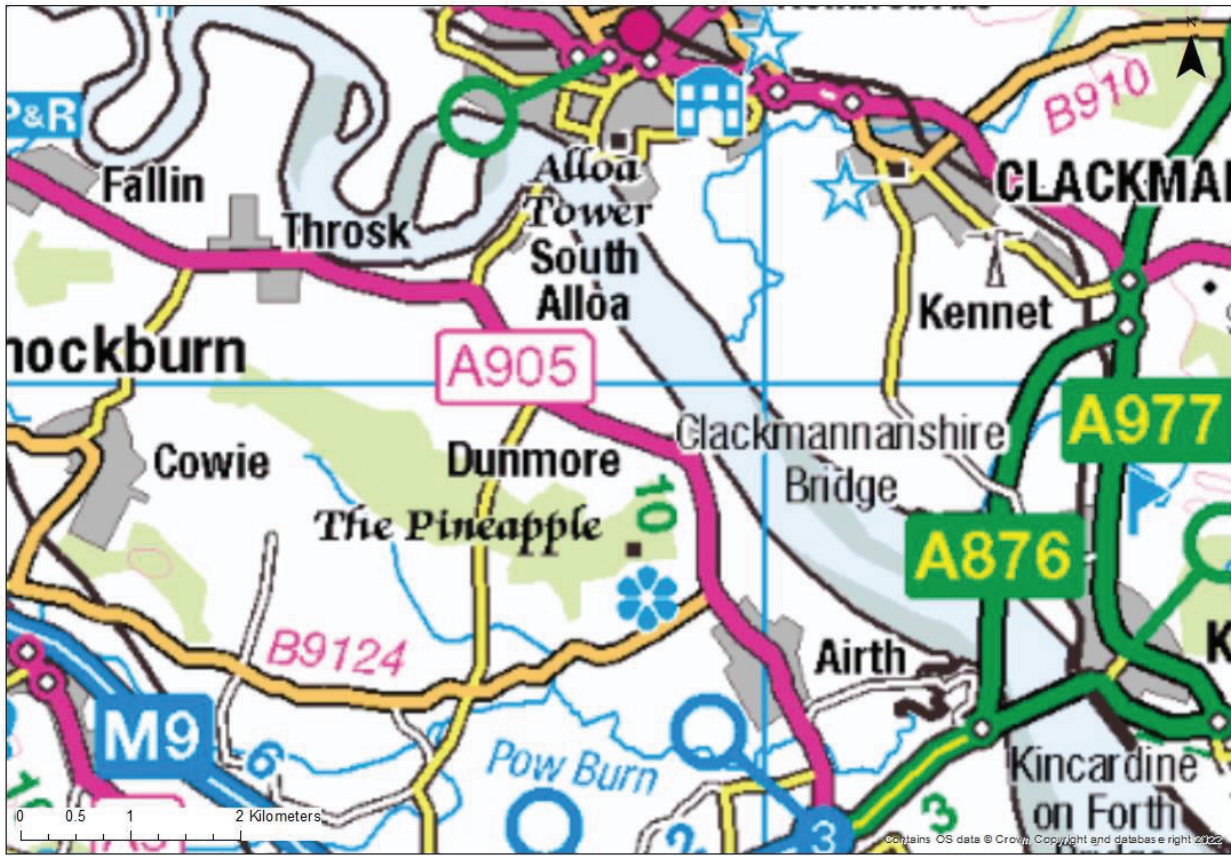 N
B910
P&R
Fallin
Alloa
Tower
CLACKMA
Throsk
South
Alloa
Kennet
nockburn
A905
A977
Clackmannanshire
Bridge
Cowie
Dunmore
10
The Pineapple
A876
B9124
Airth
K
M9
6
Pow Burn
Kincardine
on Forth
3
3
2
0 0.5 1 2 Kilometers
Contains OS data © Crown Copyright and database right 2023